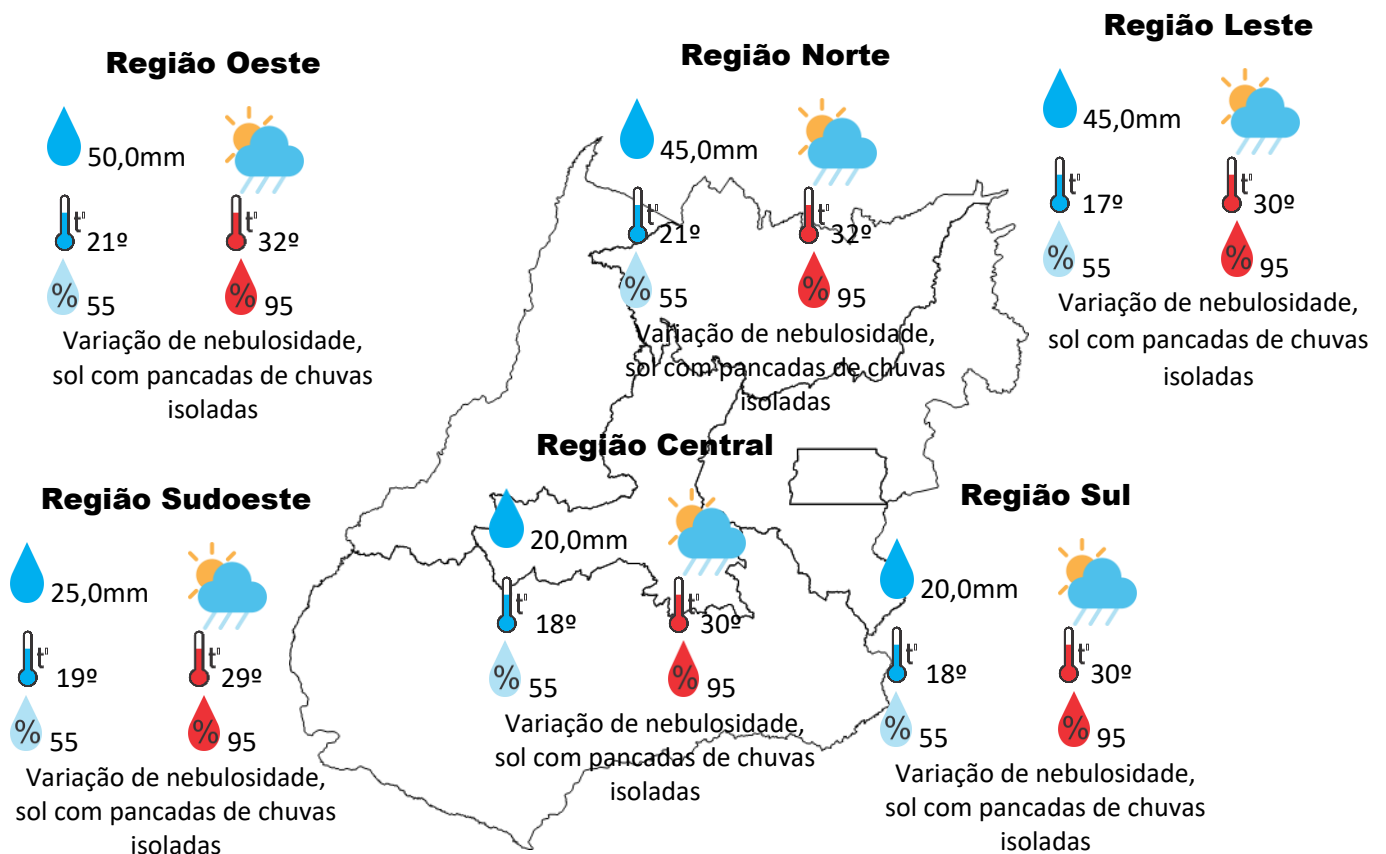 Região Oeste
50,0mm
t°
21º
t°
32º
% 55
% 95
Variação de nebulosidade,
sol com pancadas de chuvas
isoladas
Região Norte
45,0mm
t°
21º
t°
32º
% 55
% 95
Variação de nebulosidade,
sol com pancadas de chuvas
isoladas
Região Leste
45,0mm
t°
17º
t°
30º
% 55
% 95
Variação de nebulosidade,
sol com pancadas de chuvas
isoladas
Região Sudoeste
25,0mm
t°
19º
t°
29º
% 55
% 95
Variação de nebulosidade,
sol com pancadas de chuvas
isoladas
Região Central
20,0mm
t°
18º
t°
30º
% 55
% 95
Variação de nebulosidade,
sol com pancadas de chuvas
isoladas
Região Sul
20,0mm
t°
18º
t°
30º
% 55
% 95
Variação de nebulosidade,
sol com pancadas de chuvas
isoladas